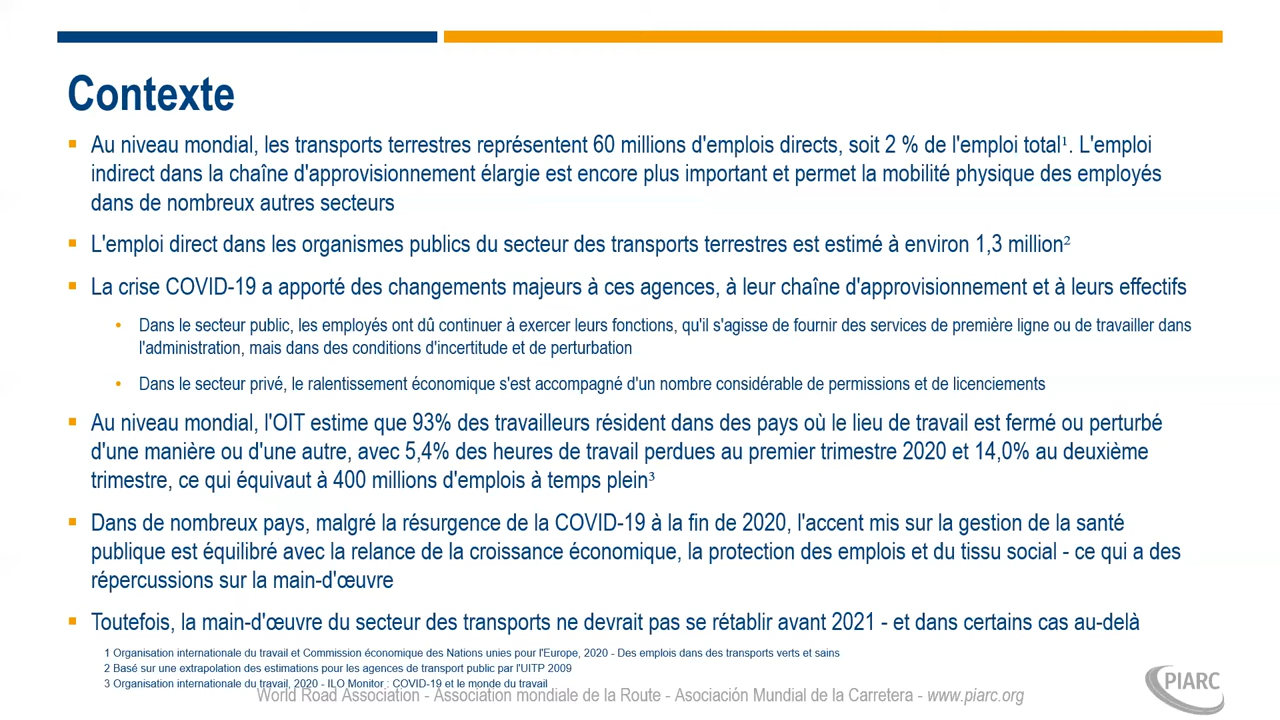 Contexte
▪ Au niveau mondial, les transports terrestres représentent 60 millions d'emplois directs, soit 2 % de l'emploi total¹. L'emploi
indirect dans la chaîne d'approvisionnement élargie est encore plus important et permet la mobilité physique des employés
dans de nombreux autres secteurs
▪ L'emploi direct dans les organismes publics du secteur des transports terrestres est estimé à environ 1,3 million²
▪ La crise COVID-19 a apporté des changements majeurs à ces agences, à leur chaîne d'approvisionnement et à leurs effectifs
• Dans le secteur public, les employés ont dû continuer à exercer leurs fonctions, qu'il s'agisse de fournir des services de première ligne ou de travailler dans
l'administration, mais dans des conditions d'incertitude et de perturbation
• Dans le secteur privé, le ralentissement économique s'est accompagné d'un nombre considérable de permissions et de licenciements
▪ Au niveau mondial, l'OIT estime que 93% des travailleurs résident dans des pays où le lieu de travail est fermé ou perturbé
d'une manière ou d'une autre, avec 5,4% des heures de travail perdues au premier trimestre 2020 et 14,0% au deuxième
trimestre, ce qui équivaut à 400 millions d'emplois à temps plein³
▪ Dans de nombreux pays, malgré la résurgence de la COVID-19 à la fin de 2020, l'accent mis sur la gestion de la santé
publique est équilibré avec la relance de la croissance économique, la protection des emplois et du tissu social - ce qui a des
répercussions sur la main-d'œuvre
▪ Toutefois, la main-d'œuvre du secteur des transports ne devrait pas se rétablir avant 2021 - et dans certains cas au-delà
1 Organisation internationale du travail et Commission économique des Nations unies pour l'Europe, 2020 - Des emplois dans des transports verts et sains
2 Basé sur une extrapolation des estimations pour les agences de transport public par l'UITP 2009
3 Organisation internationale du travail, 2020 - ILO Monitor : COVID-19 et le monde du travail
World Road Association - Association mondiale de la Route - Asociación Mundial de la Carretera - www.piarc.org
PIARC